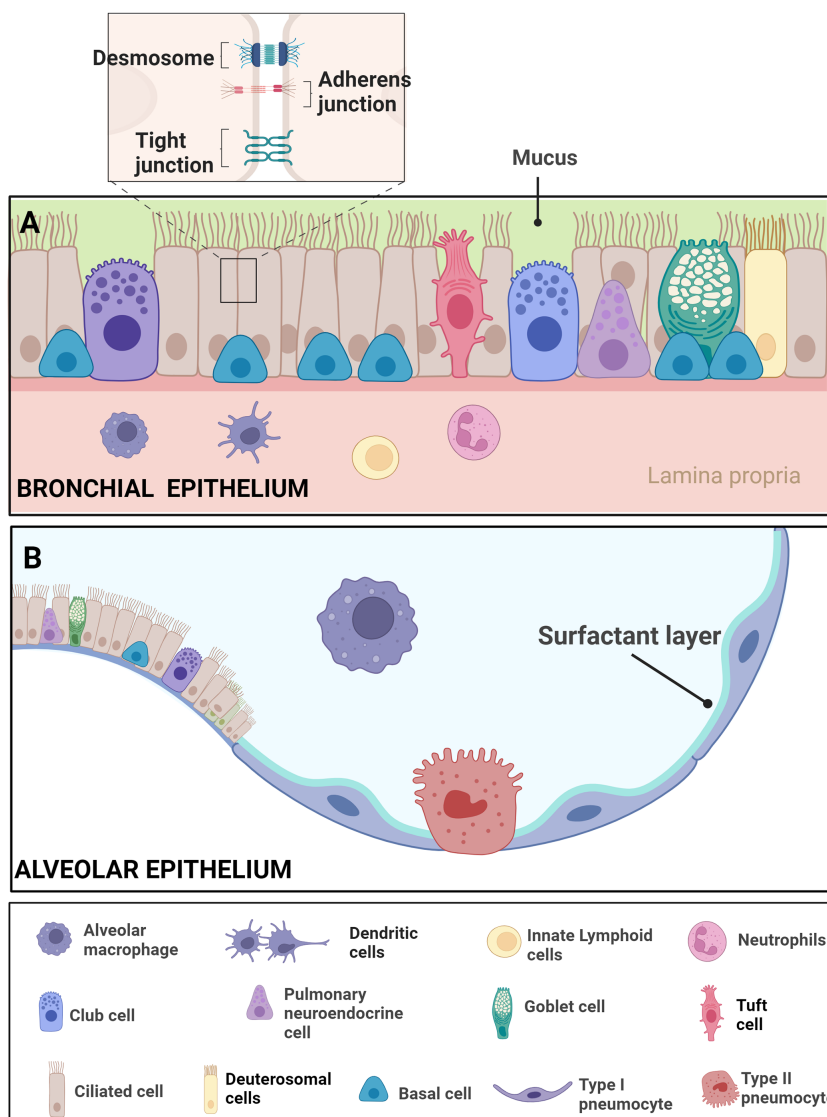 Desmosome
Adherens
junction
Tight
junction
Mucus
A
Lamina propria
BRONCHIAL EPITHELIUM
B
Surfactant layer
ALVEOLAR EPITHELIUM
Alveolar
macrophage
Dendritic
cells
Innate Lymphoid
cells
Neutrophils
Club cell
Pulmonary
neuroendocrine
cell
Goblet cell
Tuft
cell
Ciliated cell
Deuterosomal
cells
Basal cell
Type I
pneumocyte
Type II
pneumocyte